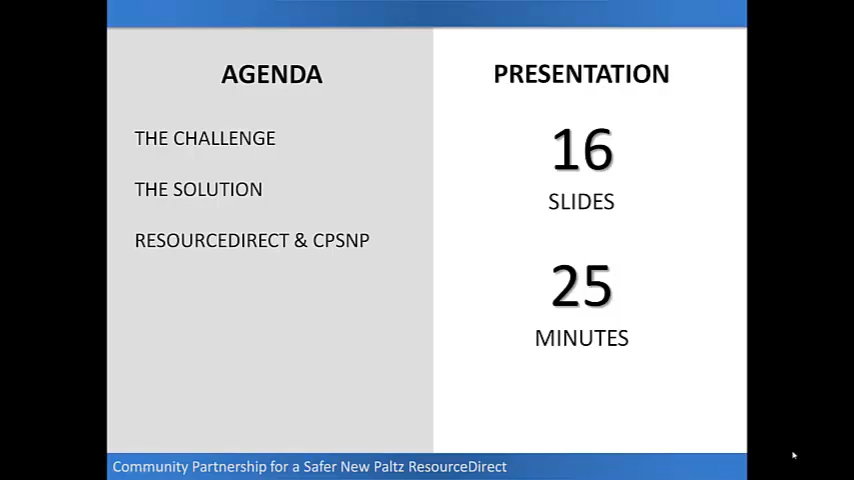 AGENDA
THE CHALLENGE
THE SOLUTION
RESOURCEDIRECT & CPSNP
PRESENTATION
16
SLIDES
25
MINUTES
Community Partnership for a Safer New Paltz ResourceDirect